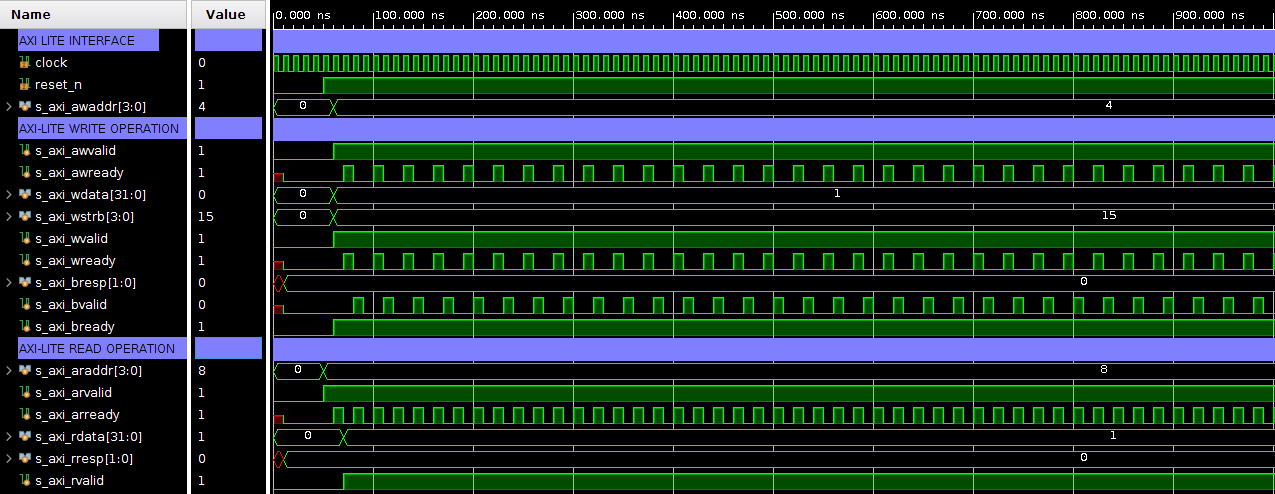 Name Value 0.000 ns 100.000 ns 200.000 ns 300.000 ns 400.000 ns 500.000 ns 600.000 ns 700.000 ns 800.000 ns 900.000 ns
AXI LITE INTERFACE
clock 0
reset_n 1
s_axi_awaddr[3:0] 4 0 4
AXI-LITE WRITE OPERATION
s_axi_awvalid 1
s_axi_awready 1
s_axi_wdata[31:0] 0 0 1
s_axi_wstrb[3:0] 15 0 15
s_axi_wvalid 1
s_axi_wready 1
s_axi_bresp[1:0] 0 0
s_axi_bvalid 0
s_axi_bready 1
AXI-LITE READ OPERATION
s_axi_araddr[3:0] 8 0 8
s_axi_arvalid 1
s_axi_arready 1
s_axi_rdata[31:0] 1 0 1
s_axi_rresp[1:0] 0 0
s_axi_rvalid 1